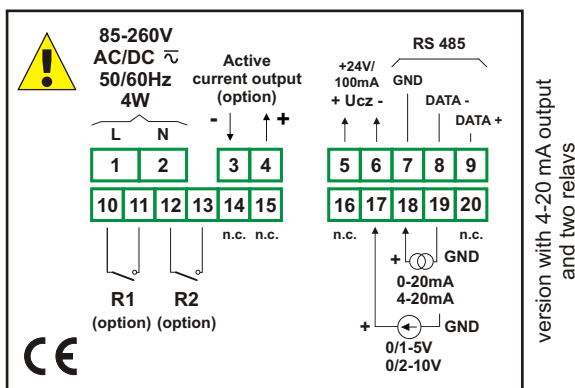 85-260V
AC/DC
50/60Hz
4W
L N
Active
current output
(option)
- +
+24V/
100mA
+ Ucz -
RS 485
GND
DATA -
DATA +
1 2 3 4 5 6 7 8 9
10 11 12 13 14 15 16 17 18 19 20
n.c. n.c. n.c. n.c.
R1 R2
(option) (option)
+ GND
0-20mA
4-20mA
+ GND
0/1-5V
0/2-10V
CE
version with 4-20 mA output
and two relays